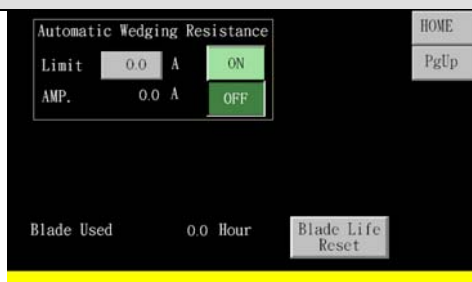 Automatic Wedging Resistance
HOME
Limit 0.0 A ON
PgUp
AMP. 0.0 A OFF
Blade Used 0.0 Hour
Blade Life
Reset